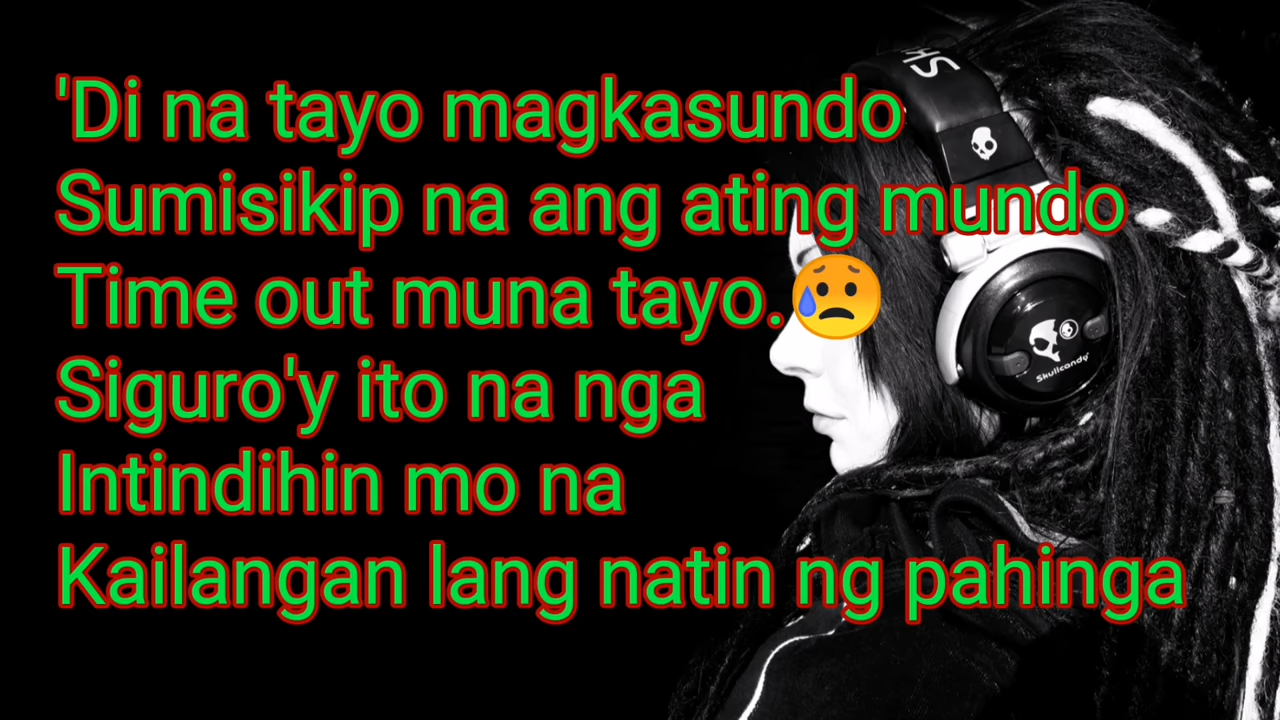 'Di na tayo magkasundo
Sumisikip na ang ating mundo
Time out muna tayo.😥
Siguro'y ito na nga
Intindihin mo na
Kailangan lang natin ng pahinga
Skullcandy